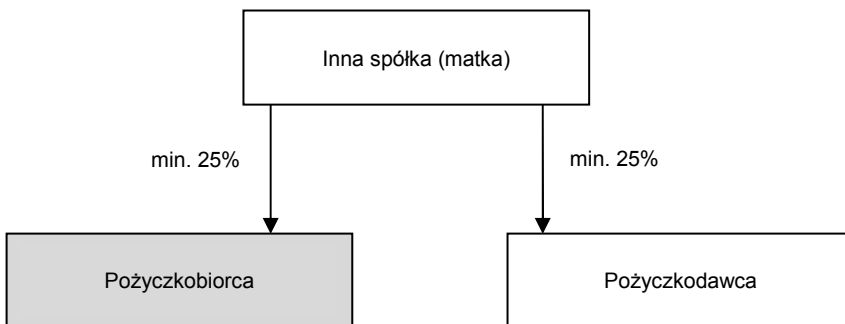 Inna spółka (matka)
min. 25%
min. 25%
Pożyczkobiorca
Pożyczkodawca